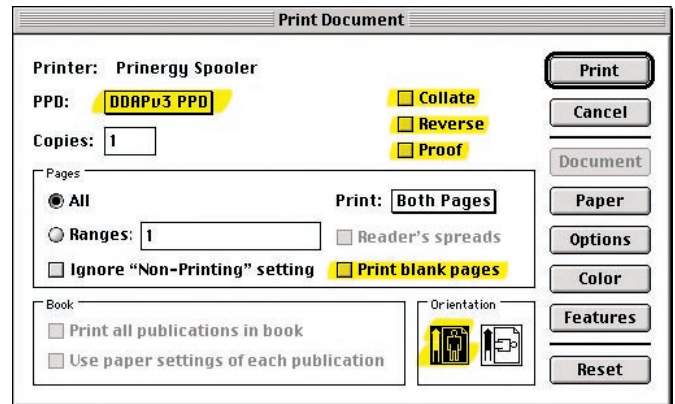 Print Document
Printer: Prinergy Spooler
Print
PPD: DDAPv3 PPD
Collate
Cancel
Reverse
Copies: 1
Proof
Document
Pages
All
Print: Both Pages
Paper
Ranges: 1
Reader's spreads
Options
Ignore “Non-Printing” setting
Print blank pages
Color
Book
Orientation
Features
Print all publications in book
Use paper settings of each publication
Reset